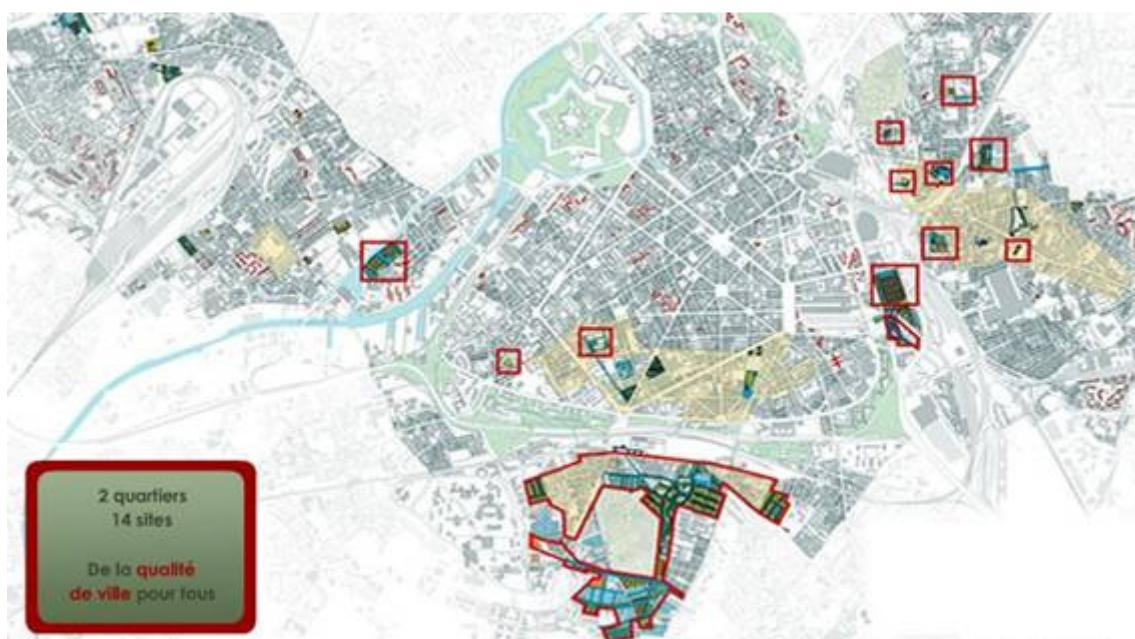 2 quartiers
14 sites
De la qualité
de ville pour tous